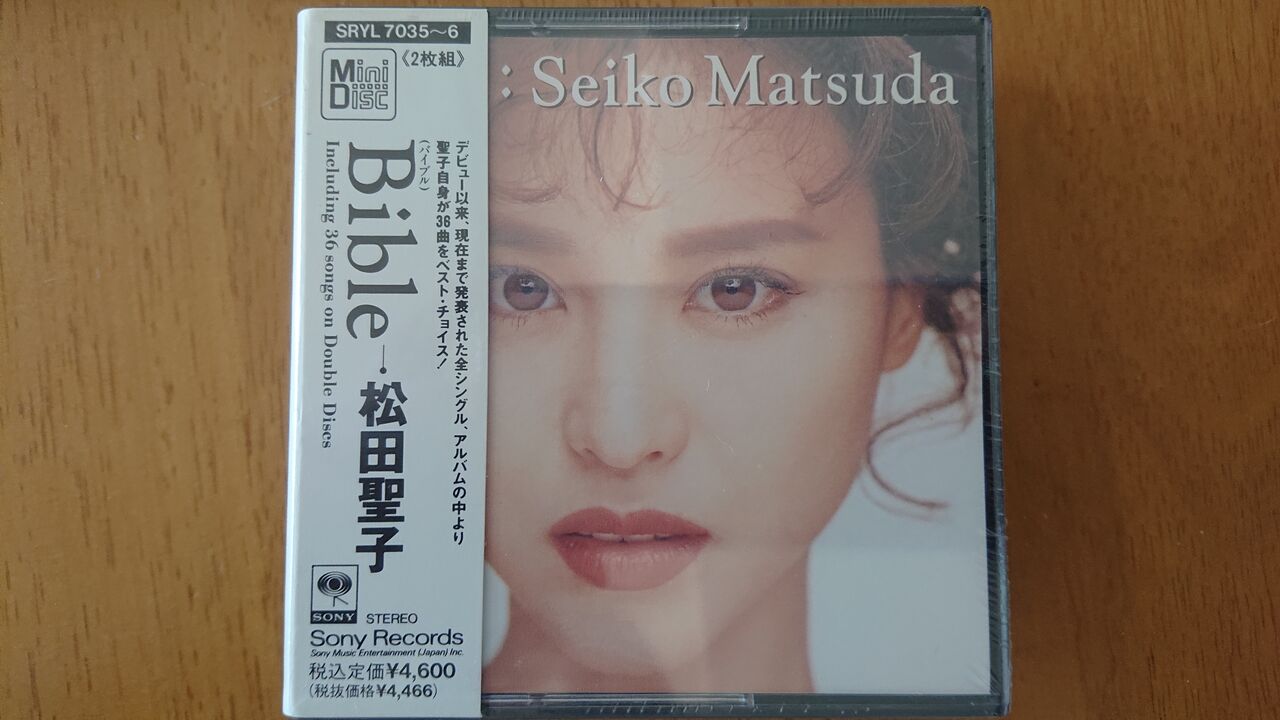 SRYL 7035〜6
Mini Disc
《2枚組》
: Seiko Matsuda
デビュー以来、現在まで発表された全シングル、アルバムの中より
聖子自身が36曲をベスト・チョイス!
(バイブル)
Bible—松田聖子
Including 36 songs on Double Discs
SONY
STEREO
Sony Records
Sony Music Entertainment (Japan) Inc.
税込定価¥4,600
(税抜価格¥4,466)